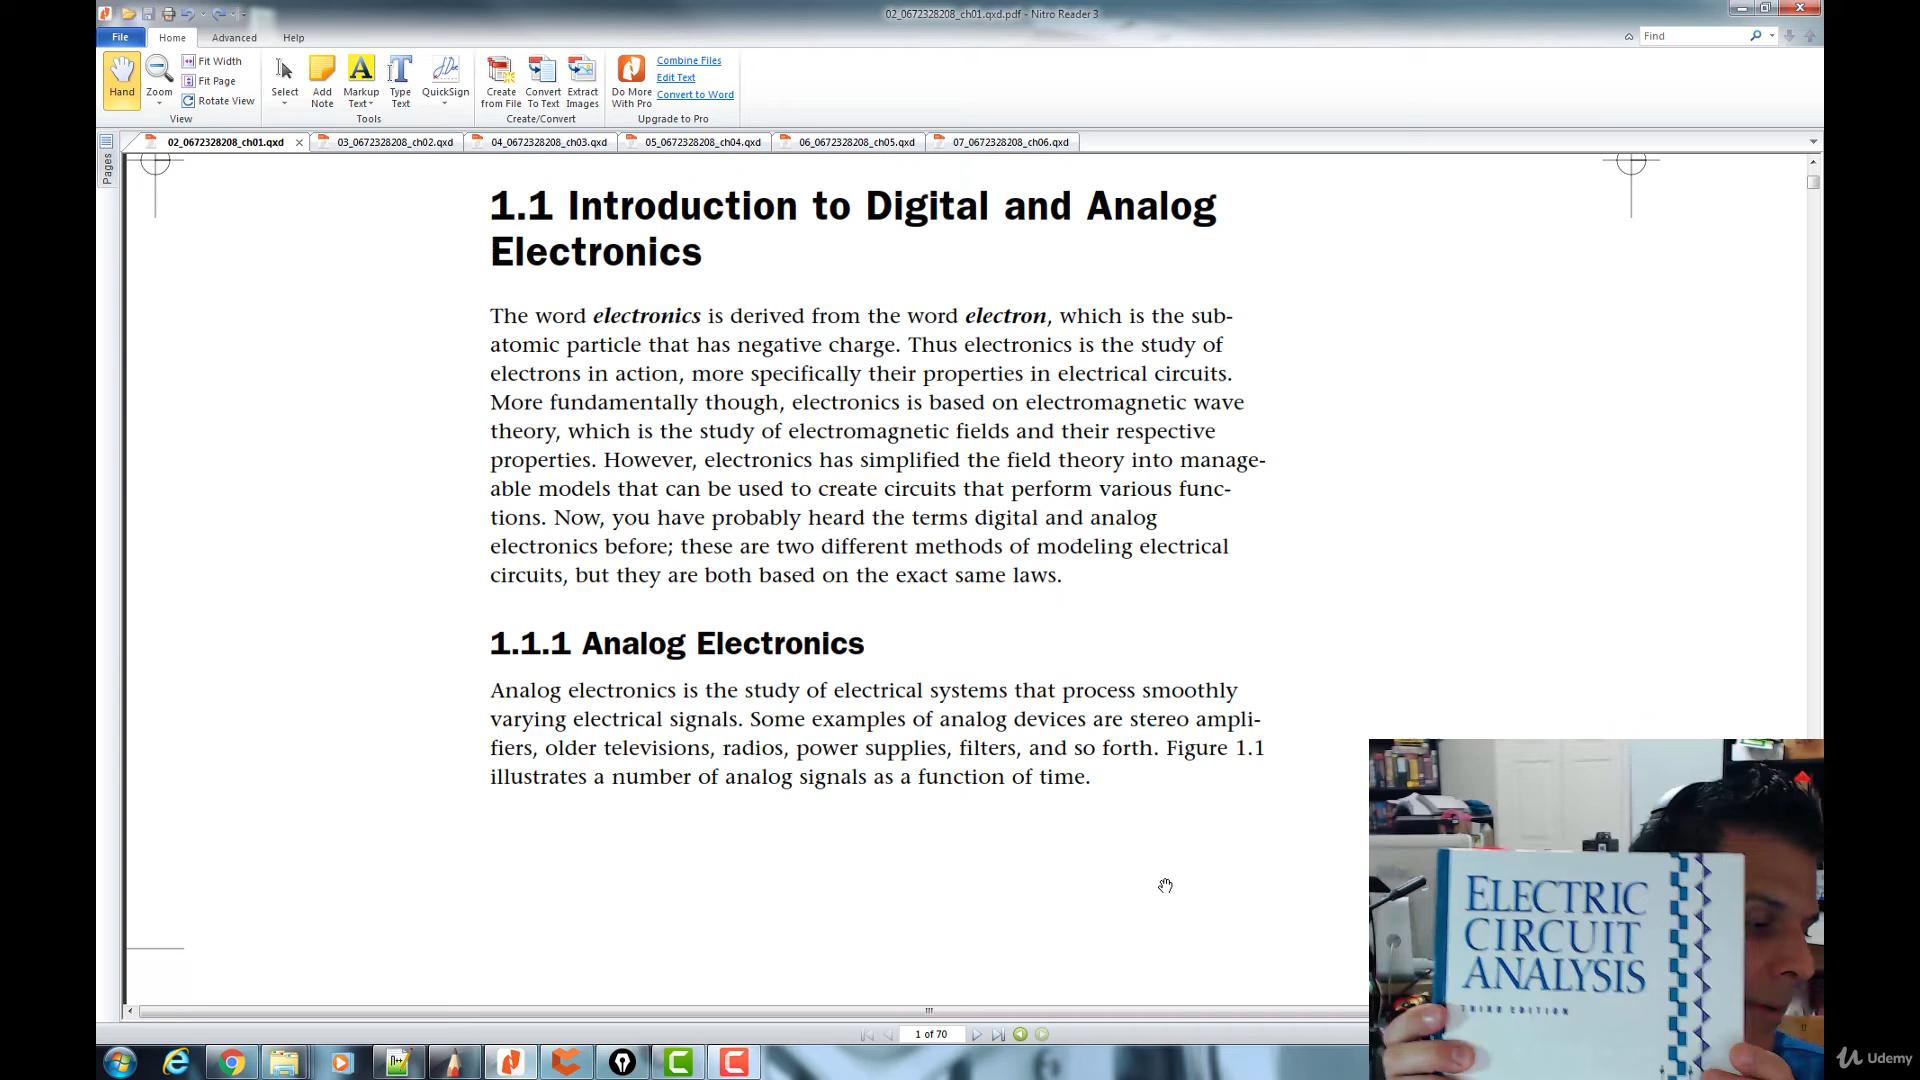 02_0672328208_ch01.qxd.pdf - Nitro Reader 3
File Home Advanced Help
Find
Hand
Zoom
Fit Width
Fit Page
Rotate View
View
Select
Add Note
Markup Text
Type Text
QuickSign
Tools
Create from File
Convert To Text
Extract Images
Create/Convert
Do More With Pro
Combine Files
Edit Text
Convert to Word
Upgrade to Pro
02_0672328208_ch01.qxd 03_0672328208_ch02.qxd 04_0672328208_ch03.qxd 05_0672328208_ch04.qxd 06_0672328208_ch05.qxd 07_0672328208_ch06.qxd
Pages
1.1 Introduction to Digital and Analog
Electronics
The word electronics is derived from the word electron, which is the sub-
atomic particle that has negative charge. Thus electronics is the study of
electrons in action, more specifically their properties in electrical circuits.
More fundamentally though, electronics is based on electromagnetic wave
theory, which is the study of electromagnetic fields and their respective
properties. However, electronics has simplified the field theory into manage-
able models that can be used to create circuits that perform various func-
tions. Now, you have probably heard the terms digital and analog
electronics before; these are two different methods of modeling electrical
circuits, but they are both based on the exact same laws.
1.1.1 Analog Electronics
Analog electronics is the study of electrical systems that process smoothly
varying electrical signals. Some examples of analog devices are stereo ampli-
fiers, older televisions, radios, power supplies, filters, and so forth. Figure 1.1
illustrates a number of analog signals as a function of time.
ELECTRIC
CIRCUIT
ANALYSIS
THIRD EDITION
1 of 70
Udemy